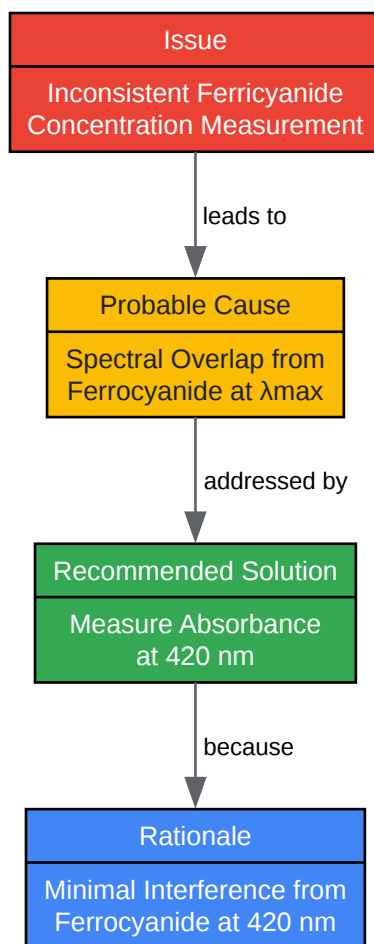 Issue
Inconsistent Ferricyanide
Concentration Measurement
leads to
Probable Cause
Spectral Overlap from
Ferrocyanide at λmax
addressed by
Recommended Solution
Measure Absorbance
at 420 nm
because
Rationale
Minimal Interference from
Ferrocyanide at 420 nm